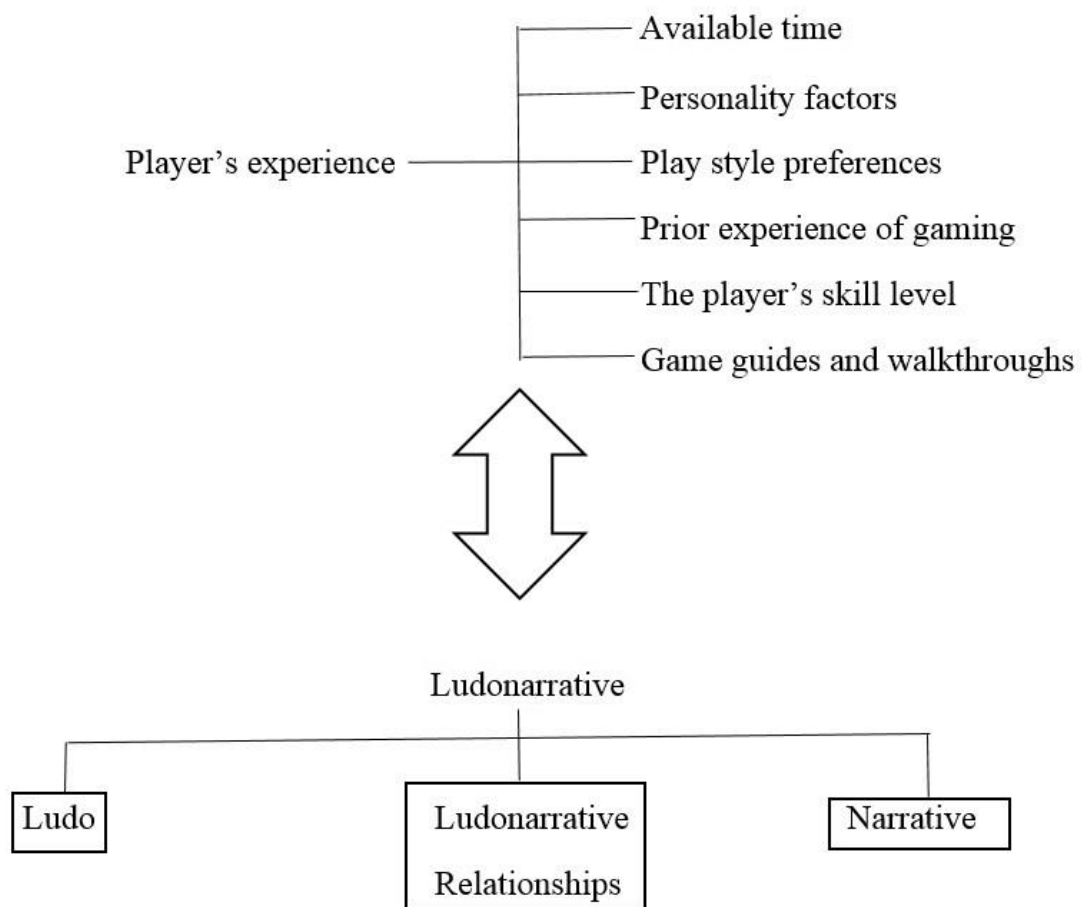 Available time
Personality factors
Player’s experience
Play style preferences
Prior experience of gaming
The player’s skill level
Game guides and walkthroughs
Ludonarrative
Ludo
Ludonarrative
Relationships
Narrative